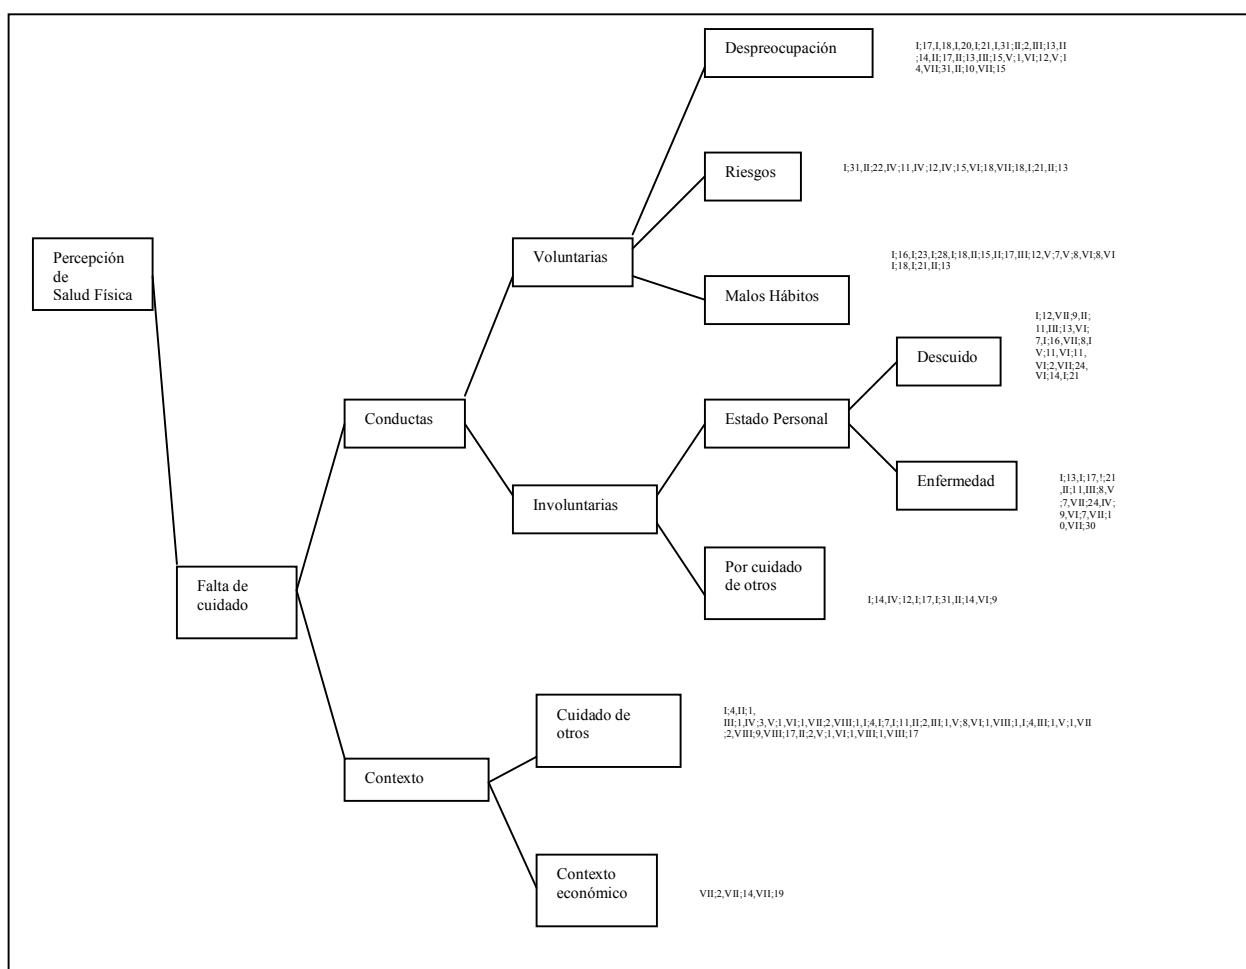 Despreocupación
I;17,I,18,I,20,I;21,I,31;II;2,III;13,II
;14,II;17,II;13,III;15,V;1,VI;12,V;1
4,VII;31,II;10,VII;15
Riesgos
I;31,II;22,IV;11,IV;12,IV;15,VI;18,VII;18,I;21,II;13
Percepción
de
Salud Física
Voluntarias
Malos Hábitos
I;16,I;23,I;28,I;18,II;15,II;17,III;12,V;7,V;8,VI;8,VI
I;18,I;21,II;13
Descuido
I;12,VII;9,II;
11,III;13,VI;
7,I;16,VII;8,I
V;11,VI;11,
VI;2,VII;24,
VI;14,I;21
Conductas
Estado Personal
Involuntarias
Enfermedad
I;13,I;17,!;21
,II;11,III;8,V
;7,VII;24,IV;
9,VI;7,VII;1
0,VII;30
Falta de
cuidado
Por cuidado
de otros
I;14,IV;12,I;17,I;31,II;14,VI;9
Cuidado de
otros
I;4,II;1,
III;1,IV;3,V;1,VI;1,VII;2,VIII;1,I;4,I;7,I;11,II;2,III;1,V;8,VI;1,VIII;1,I;4,III;1,V;1,VII
;2,VIII;9,VIII;17,II;2,V;1,VI;1,VIII;1,VIII;17
Contexto
Contexto
económico
VII;2,VII;14,VII;19